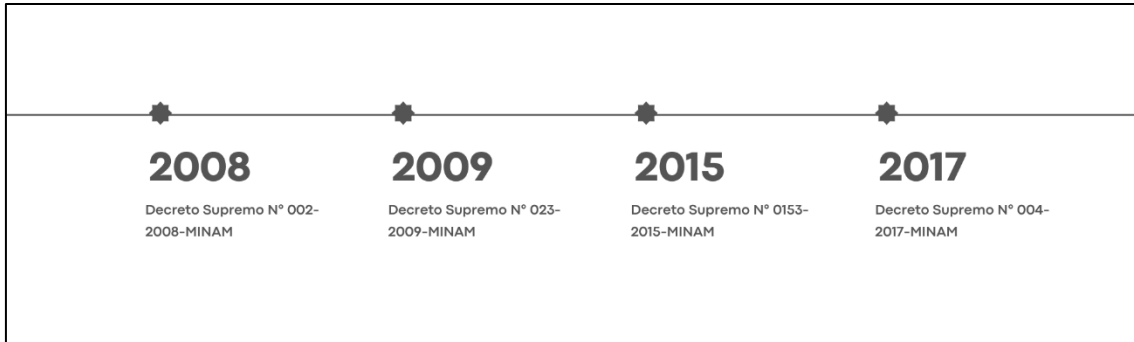 2008
Decreto Supremo N° 002-
2008-MINAM
2009
Decreto Supremo N° 023-
2009-MINAM
2015
Decreto Supremo N° 0153-
2015-MINAM
2017
Decreto Supremo N° 004-
2017-MINAM